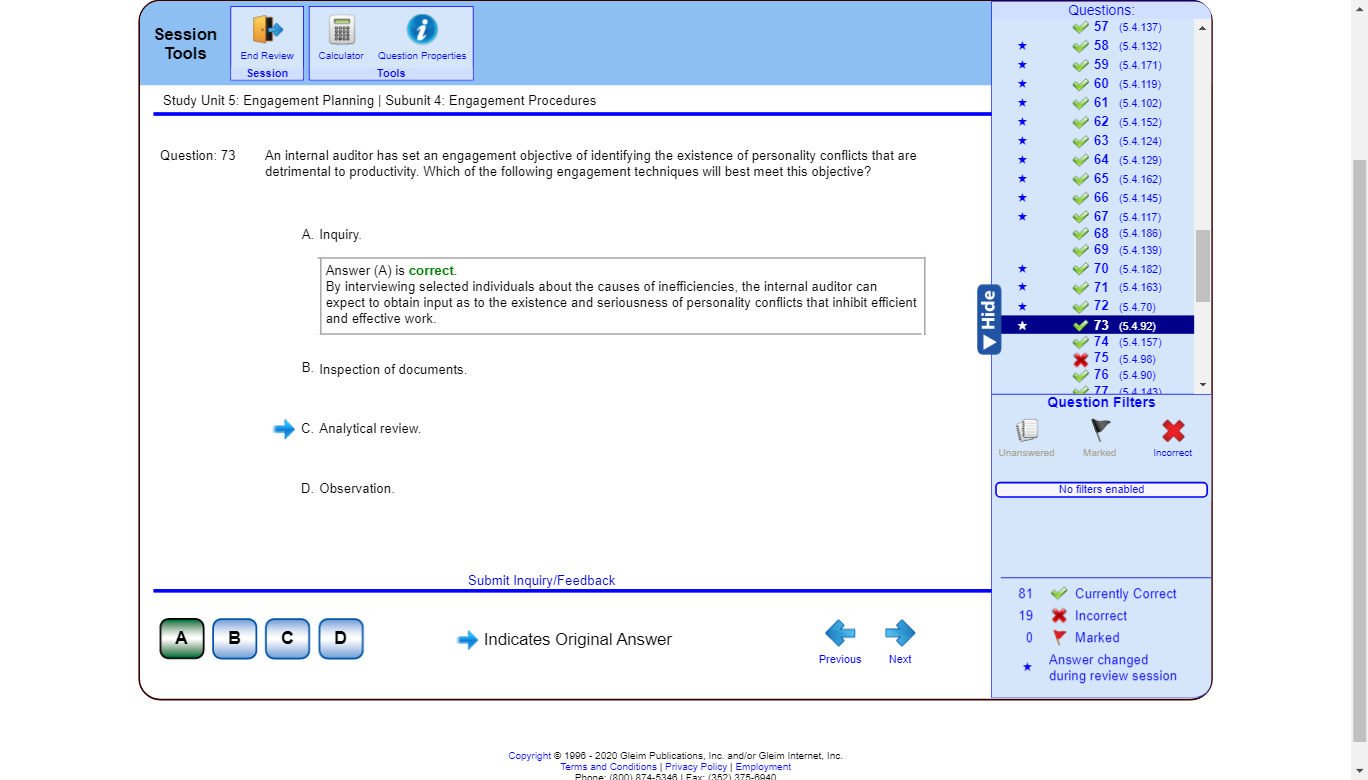 Session Tools
End Review
Session
Calculator
Question Properties
Tools
Study Unit 5: Engagement Planning | Subunit 4: Engagement Procedures
Question: 73
An internal auditor has set an engagement objective of identifying the existence of personality conflicts that are
detrimental to productivity. Which of the following engagement techniques will best meet this objective?
A. Inquiry.
Answer (A) is correct.
By interviewing selected individuals about the causes of inefficiencies, the internal auditor can
expect to obtain input as to the existence and seriousness of personality conflicts that inhibit efficient
and effective work.
B. Inspection of documents.
C. Analytical review.
D. Observation.
Submit Inquiry/Feedback
A B C D
Indicates Original Answer
Previous
Next
Questions:
57 (5.4.137)
58 (5.4.132)
59 (5.4.171)
60 (5.4.119)
61 (5.4.102)
62 (5.4.152)
63 (5.4.124)
64 (5.4.129)
65 (5.4.162)
66 (5.4.145)
67 (5.4.117)
68 (5.4.186)
69 (5.4.139)
70 (5.4.182)
71 (5.4.163)
72 (5.4.70)
73 (5.4.92)
74 (5.4.157)
75 (5.4.98)
76 (5.4.90)
77 (5.4.143)
Hide
Question Filters
Unanswered
Marked
Incorrect
No filters enabled
81 Currently Correct
19 Incorrect
0 Marked
Answer changed
during review session
Copyright © 1996 - 2020 Gleim Publications, Inc. and/or Gleim Internet, Inc.
Terms and Conditions | Privacy Policy | Employment
Phone: (800) 874-5346 | Fax: (352) 375-6940